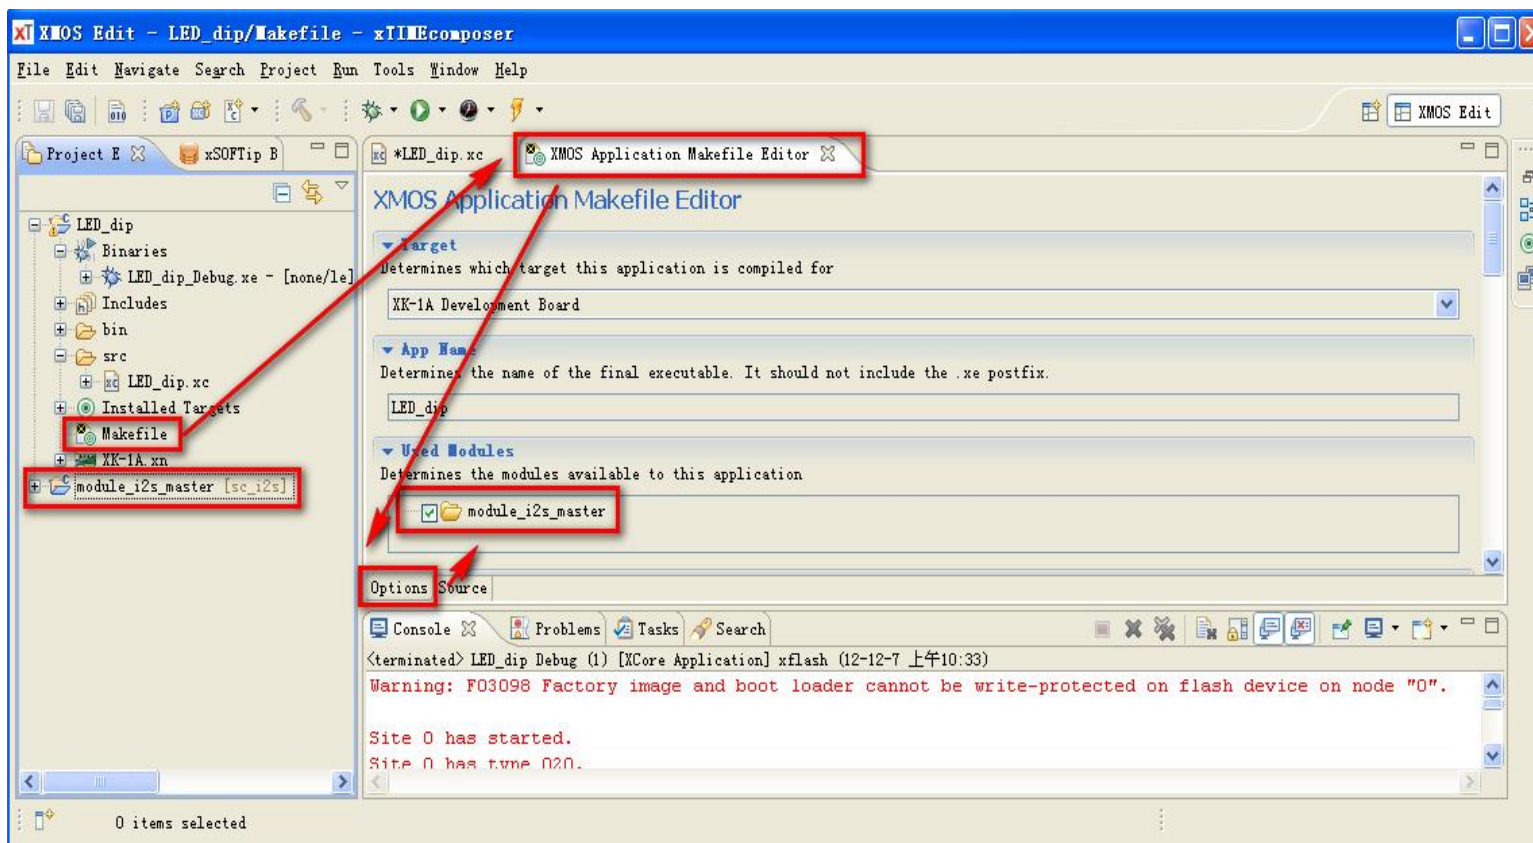 XMOS Edit - LED_dip/Makefile - xTIMEcomposer
File Edit Navigate Search Project Run Tools Window Help
XMOS Edit
Project E
xSOFTip B
*LED_dip.xc
XMOS Application Makefile Editor
LED_dip
Binaries
LED_dip_Debug.xe - [none/le]
Includes
bin
src
LED_dip.xc
Installed Targets
Makefile
XK-1A.xn
module_i2s_master [sc_i2s]
XMOS Application Makefile Editor
Target
Determines which target this application is compiled for
XK-1A Development Board
App Name
Determines the name of the final executable. It should not include the .xe postfix.
LED_dip
Used Modules
Determines the modules available to this application
module_i2s_master
Options Source
Console Problems Tasks Search
<terminated> LED_dip Debug (1) [XCore Application] xflash (12-12-7 上午10:33)
Warning: F03098 Factory image and boot loader cannot be write-protected on flash device on node "0".
Site 0 has started.
Site 0 has type 020.
0 items selected